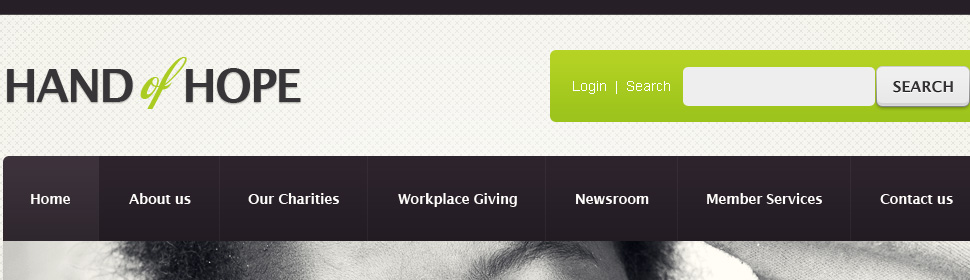 HAND of HOPE
Login | Search SEARCH
Home About us Our Charities Workplace Giving Newsroom Member Services Contact us